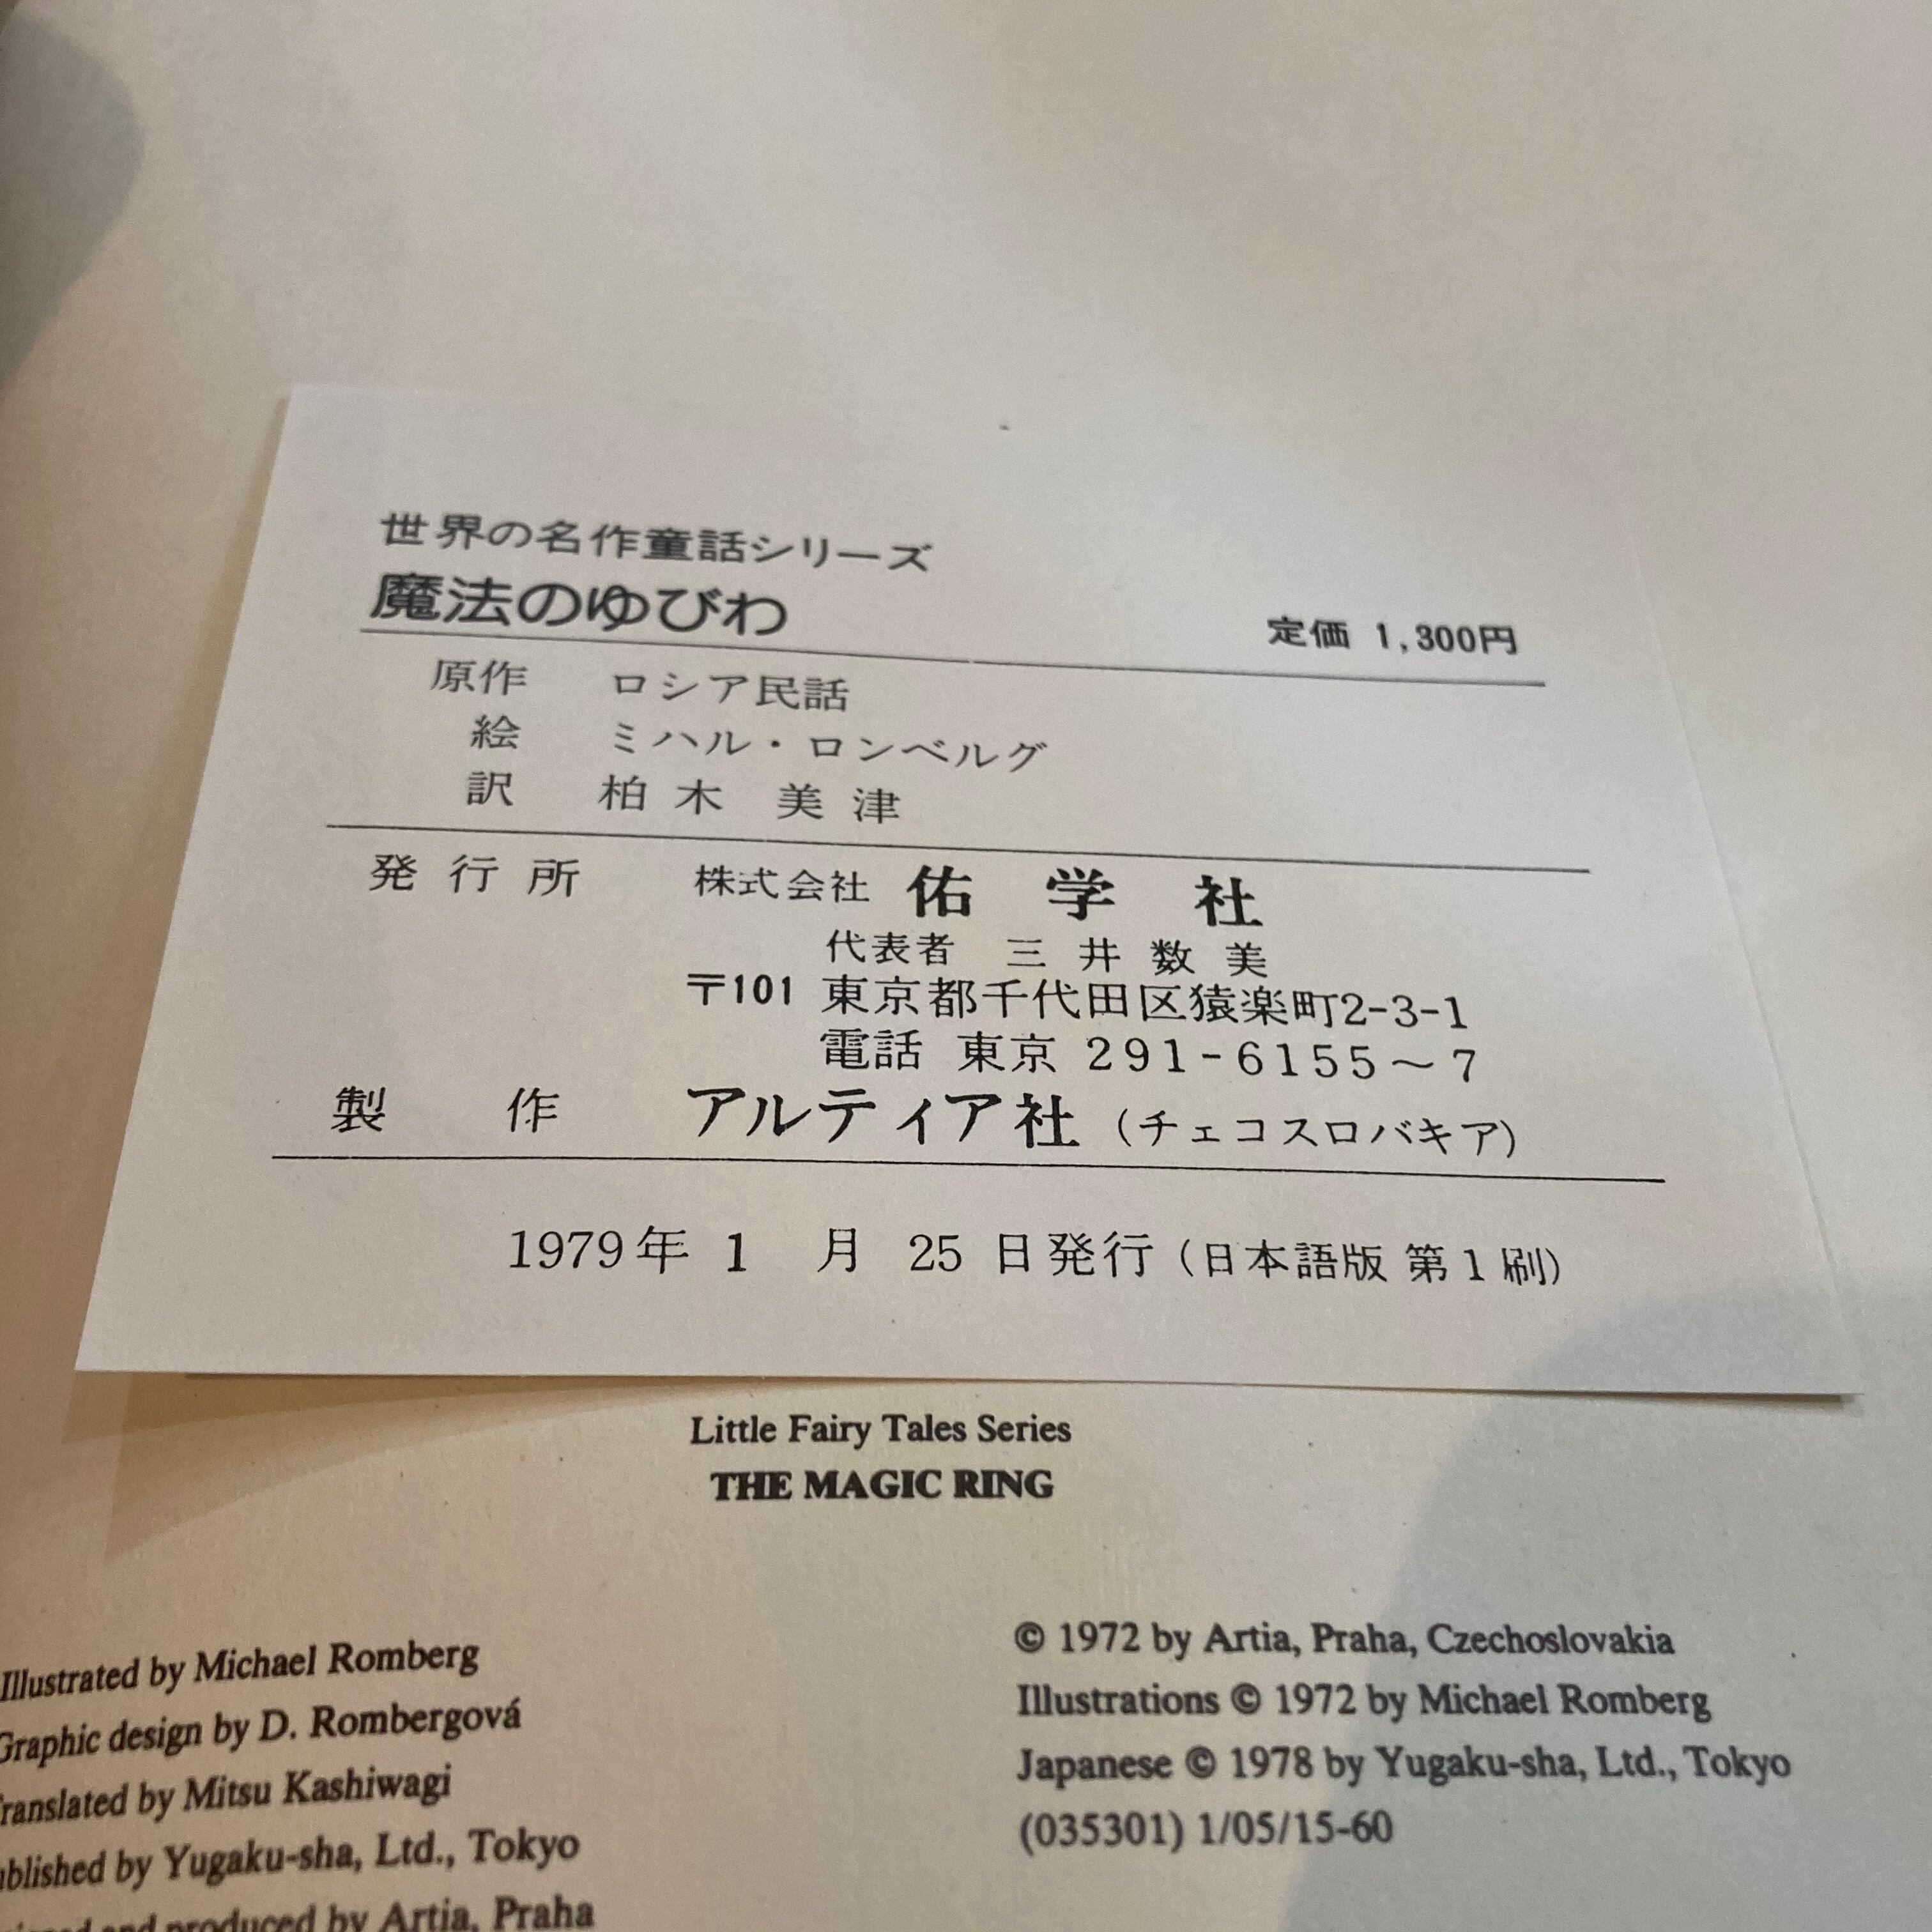 世界の名作童話シリーズ
魔法のゆびわ
定価 1,300円
原作 ロシア民話
絵 ミハル・ロンベルグ
訳 柏木 美津
発行所 株式会社 佑学社
代表者 三井数美
〒101 東京都千代田区猿楽町2-3-1
電話 東京 291-6155～7
製作 アルティア社 (チェコスロバキア)
1979年 1月 25日発行 (日本語版 第1刷)
Little Fairy Tales Series
THE MAGIC RING
Illustrated by Michael Romberg
Graphic design by D. Rombergová
Translated by Mitsu Kashiwagi
by Yugaku-sha, Ltd., Tokyo
and produced by Artia, Praha
© 1972 by Artia, Praha, Czechoslovakia
Illustrations © 1972 by Michael Romberg
Japanese © 1978 by Yugaku-sha, Ltd., Tokyo
(035301) 1/05/15-60